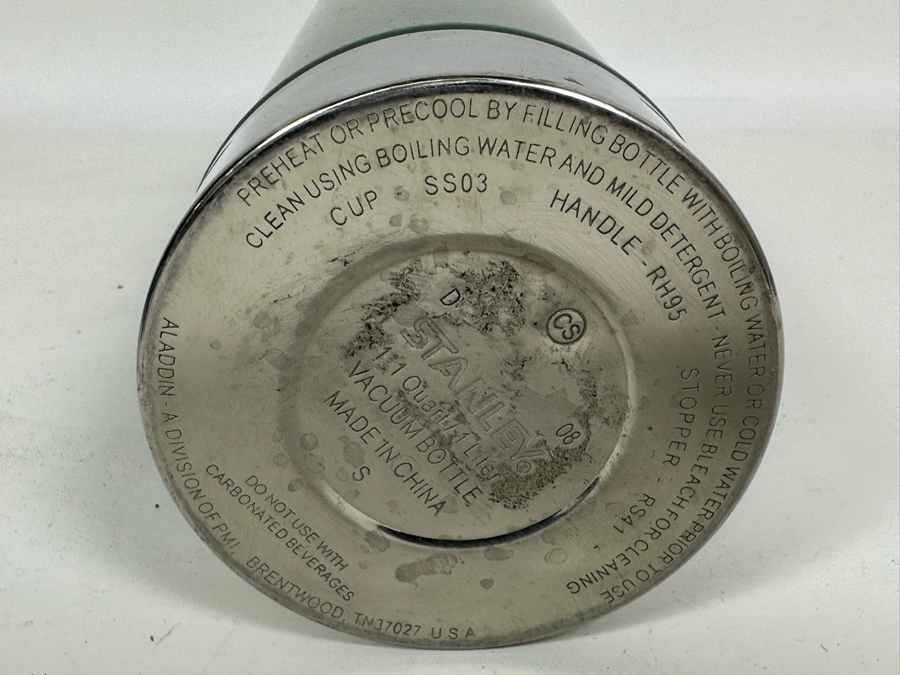 PREHEAT OR PRECOOL BY FILLING BOTTLE WITH BOILING WATER OR COLD WATER PRIOR TO USE
CLEAN USING BOILING WATER AND MILD DETERGENT - NEVER USE BLEACH FOR CLEANING
CUP - SS03 HANDLE - RH95 STOPPER - RS41
D
CS
STANLEY®
1.1 Quart-1 Liter
VACUUM BOTTLE
MADE IN CHINA
08
S
DO NOT USE WITH
CARBONATED BEVERAGES
ALADDIN - A DIVISION OF PMI, BRENTWOOD, TN37027 USA